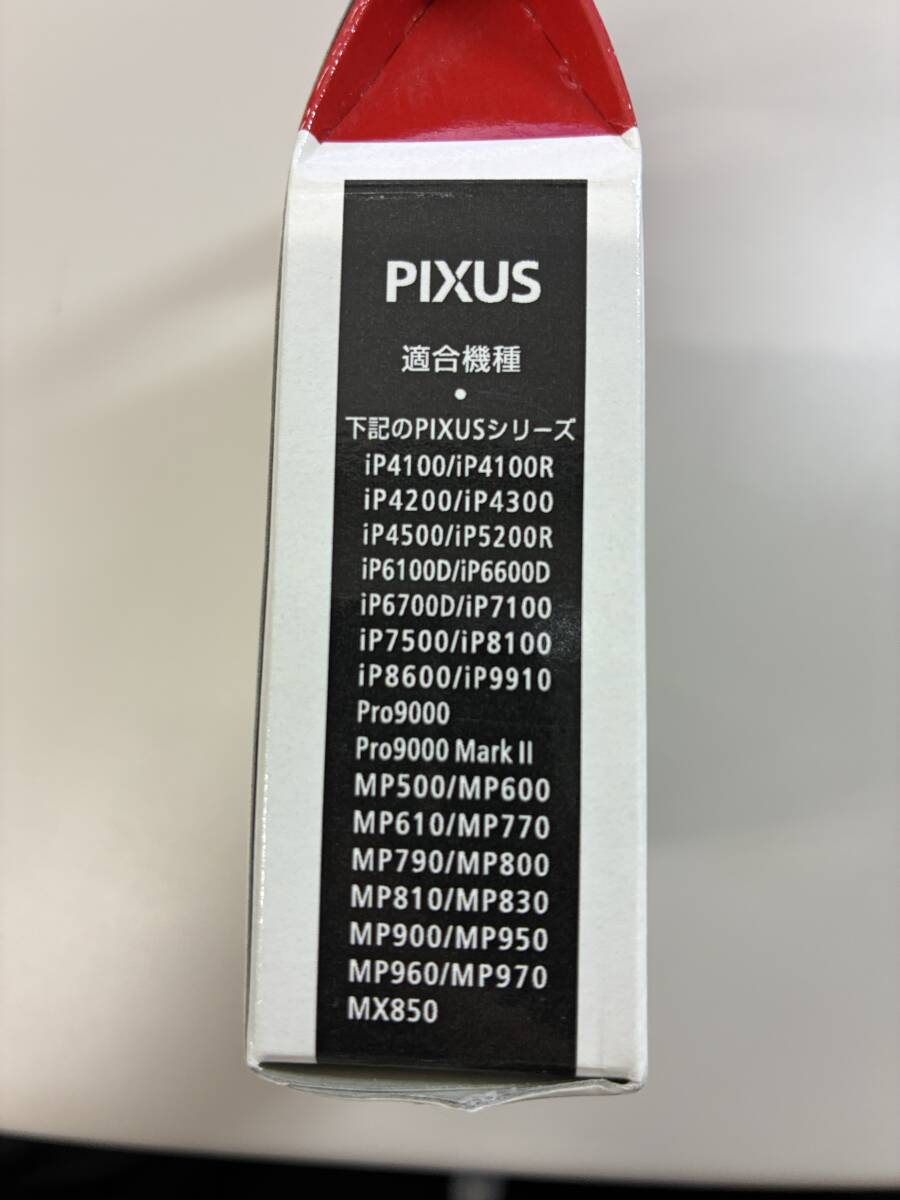 PIXUS
適合機種
下記のPIXUSシリーズ
iP4100/iP4100R
iP4200/iP4300
iP4500/iP5200R
iP6100D/iP6600D
iP6700D/iP7100
iP7500/iP8100
iP8600/iP9910
Pro9000
Pro9000 Mark II
MP500/MP600
MP610/MP770
MP790/MP800
MP810/MP830
MP900/MP950
MP960/MP970
MX850